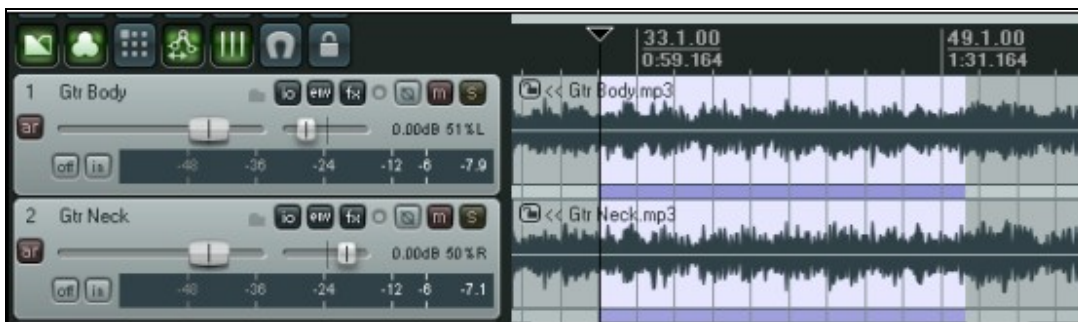 33.1.00 49.1.00
0:59.164 1:31.164
1 Gtr Body io env fx m S
ar 0.00dB 51%L
off in -48 -36 -24 -12 -6 -7.9
<< Gtr Body.mp3
2 Gtr Neck io env fx m S
ar 0.00dB 50%R
off in -48 -36 -24 -12 -6 -7.1
<< Gtr Neck.mp3